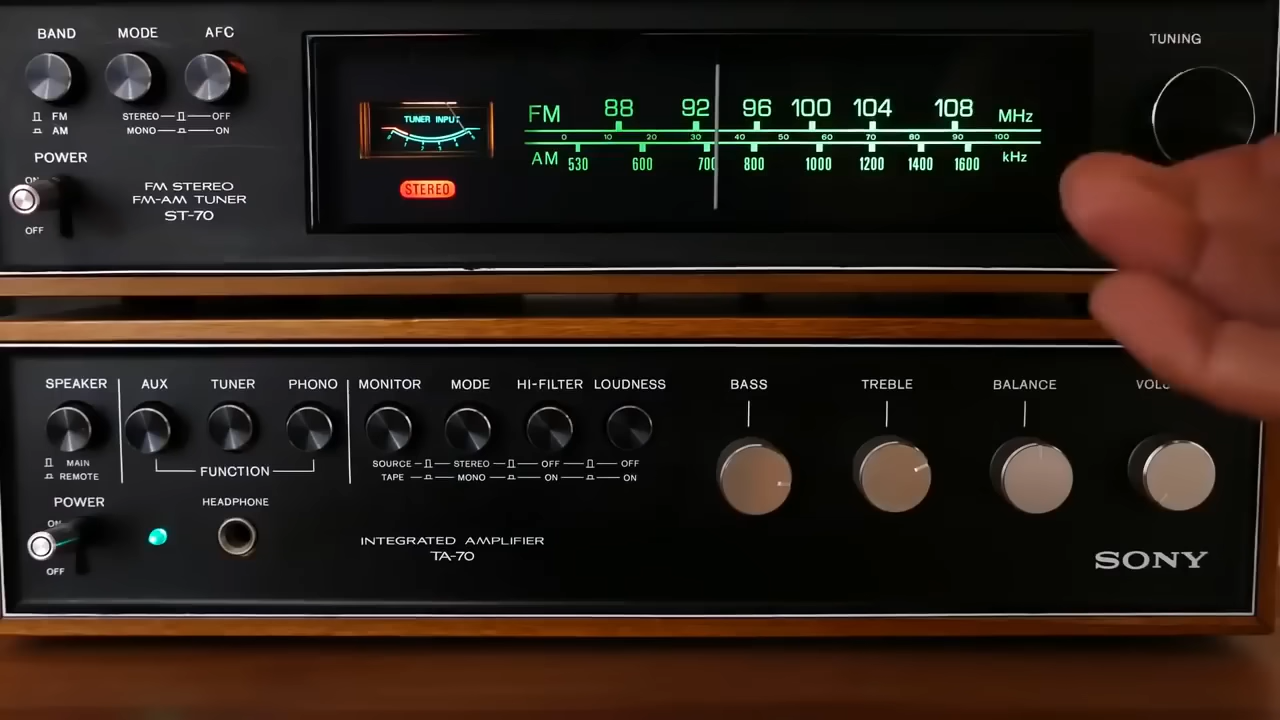 BAND MODE AFC TUNING
FM 88 92 96 100 104 108 MHz
TUNER INPUT
0 10 20 30 40 50 60 70 80 90 100
FM STEREO OFF
AM MONO ON
AM 530 600 700 800 1000 1200 1400 1600 kHz
POWER
ON
STEREO
OFF
FM STEREO
FM-AM TUNER
ST-70
SPEAKER AUX TUNER PHONO MONITOR MODE HI-FILTER LOUDNESS BASS TREBLE BALANCE
MAIN SOURCE STEREO OFF OFF
REMOTE TAPE MONO ON ON
FUNCTION
POWER HEADPHONE
ON
OFF
INTEGRATED AMPLIFIER
TA-70
SONY